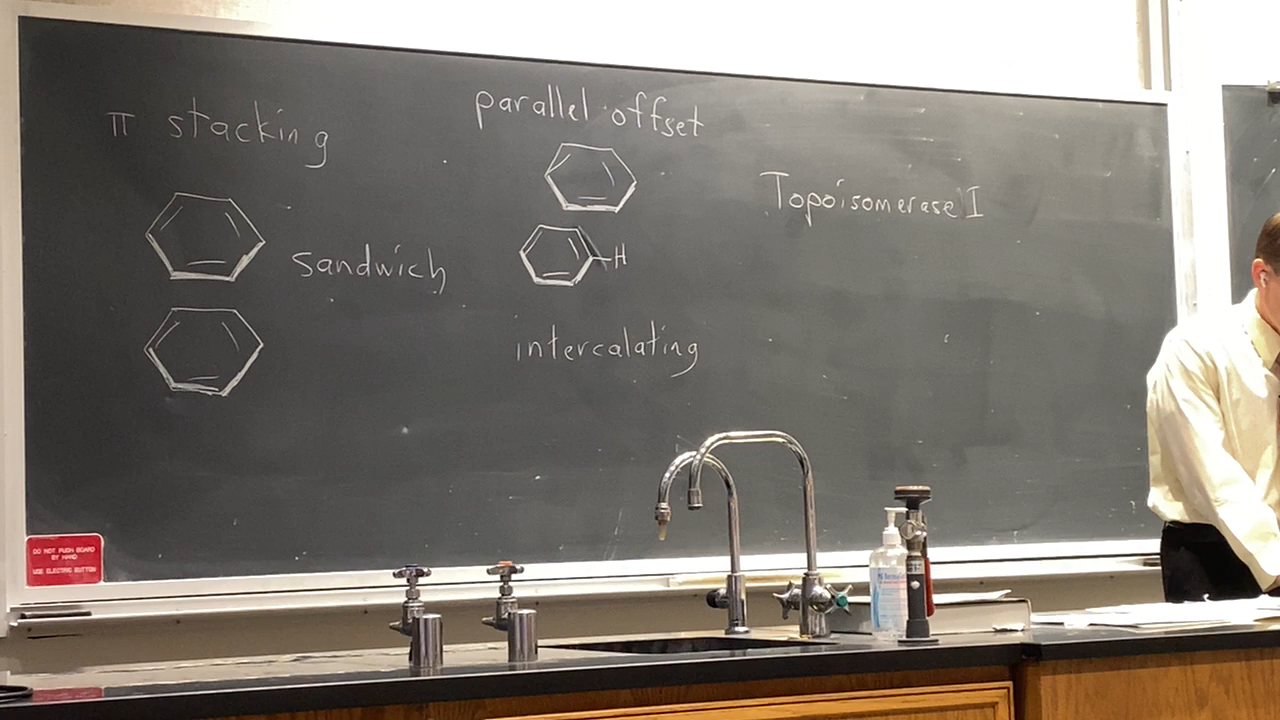 π stacking
sandwich
parallel offset
H
intercalating
Topoisomerase I
DO NOT PUSH BOARD
BY HAND
USE ELECTRIC BUTTON